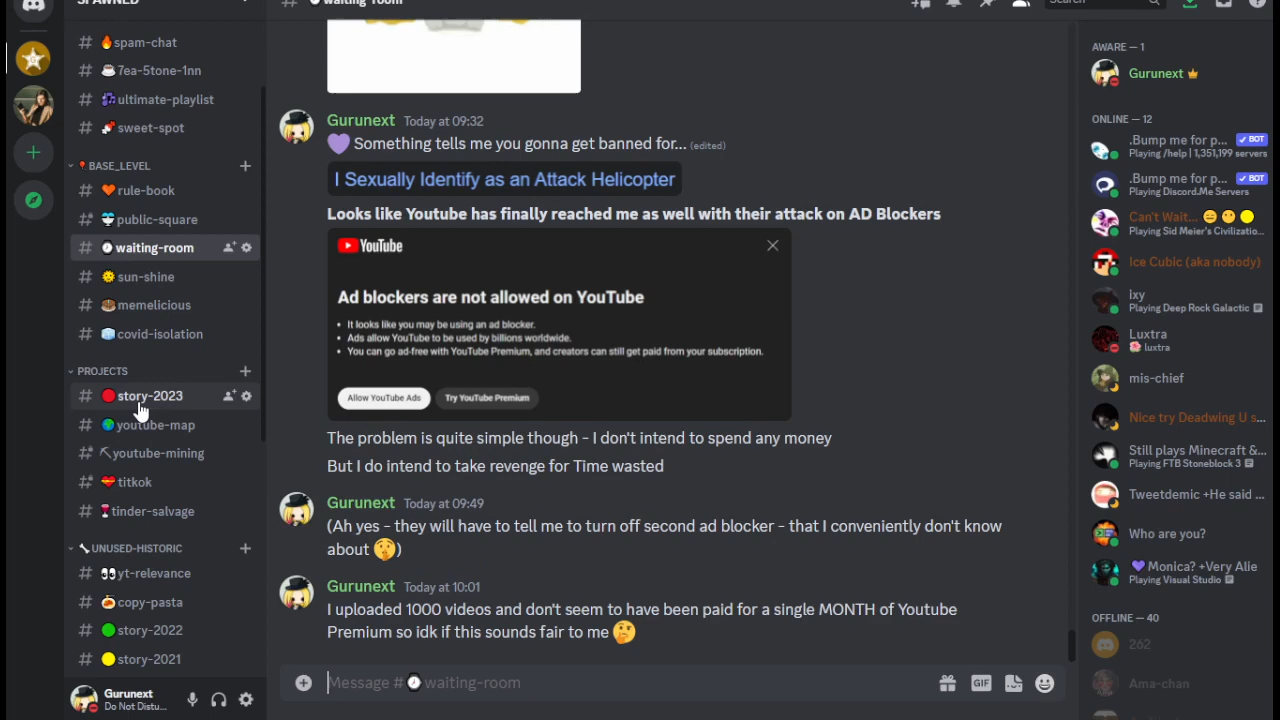 SPAWNED
spam-chat
7ea-5tone-1nn
ultimate-playlist
sweet-spot
BASE_LEVEL
rule-book
public-square
waiting-room
sun-shine
memelicious
covid-isolation
PROJECTS
story-2023
youtube-map
youtube-mining
titkok
tinder-salvage
UNUSED-HISTORIC
yt-relevance
copy-pasta
story-2022
story-2021
Gurunext
Do Not Distu...
# waiting room
Search
Gurunext Today at 09:32
Something tells me you gonna get banned for... (edited)
I Sexually Identify as an Attack Helicopter
Looks like Youtube has finally reached me as well with their attack on AD Blockers
YouTube
Ad blockers are not allowed on YouTube
• It looks like you may be using an ad blocker.
• Ads allow YouTube to be used by billions worldwide.
• You can go ad-free with YouTube Premium, and creators can still get paid from your subscription.
Allow YouTube Ads Try YouTube Premium
The problem is quite simple though - I don't intend to spend any money
But I do intend to take revenge for Time wasted
Gurunext Today at 09:49
(Ah yes - they will have to tell me to turn off second ad blocker - that I conveniently don't know
about )
Gurunext Today at 10:01
I uploaded 1000 videos and don't seem to have been paid for a single MONTH of Youtube
Premium so idk if this sounds fair to me
Message # waiting-room
GIF
AWARE — 1
Gurunext
ONLINE — 12
.Bump me for p... BOT
Playing /help | 1,351,199 servers
.Bump me for p... BOT
Playing Discord.Me Servers
Can't Wait...
Playing Sid Meier's Civilizatio...
Ice Cubic (aka nobody)
ixy
Playing Deep Rock Galactic
Luxtra
luxtra
mis-chief
Nice try Deadwing U s...
Still plays Minecraft &...
Playing FTB Stoneblock 3
Tweetdemic +He said ...
Who are you?
Monica? +Very Alie
Playing Visual Studio
OFFLINE — 40
262
Ama-chan